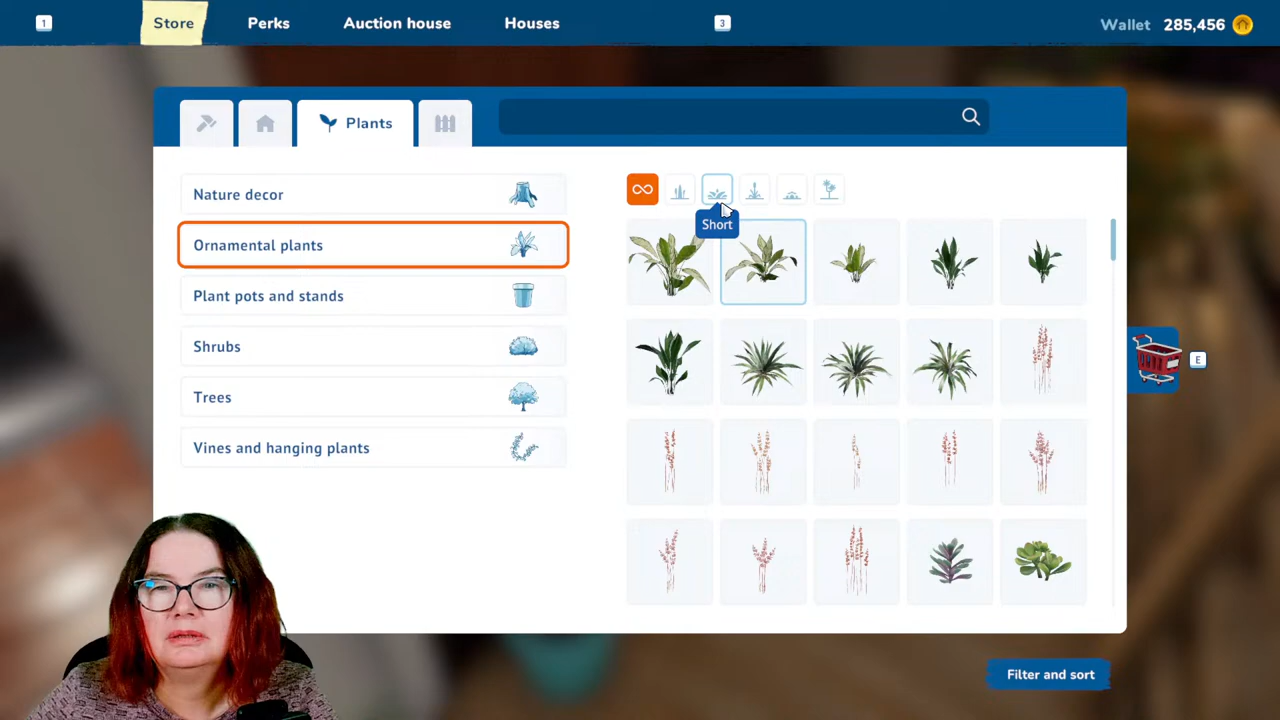 1 Store Perks Auction house Houses 3 Wallet 285,456
Plants
Nature decor
Short
Ornamental plants
Plant pots and stands
Shrubs
E
Trees
Vines and hanging plants
Filter and sort